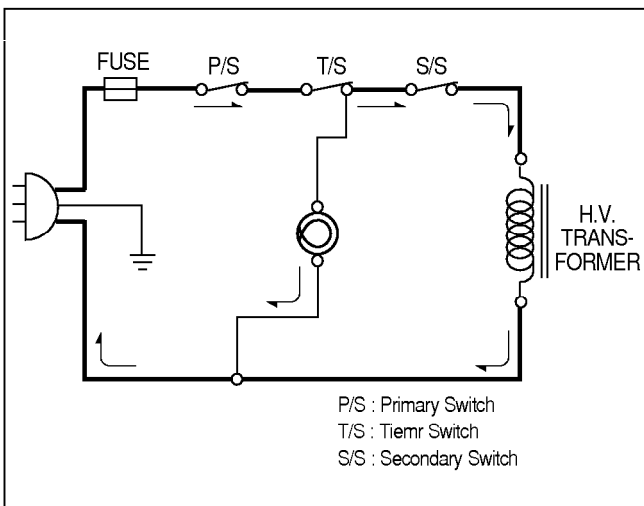 FUSE
P/S
T/S
S/S
H.V.
TRANS-
FORMER
P/S : Primary Switch
T/S : Tiemr Switch
S/S : Secondary Switch